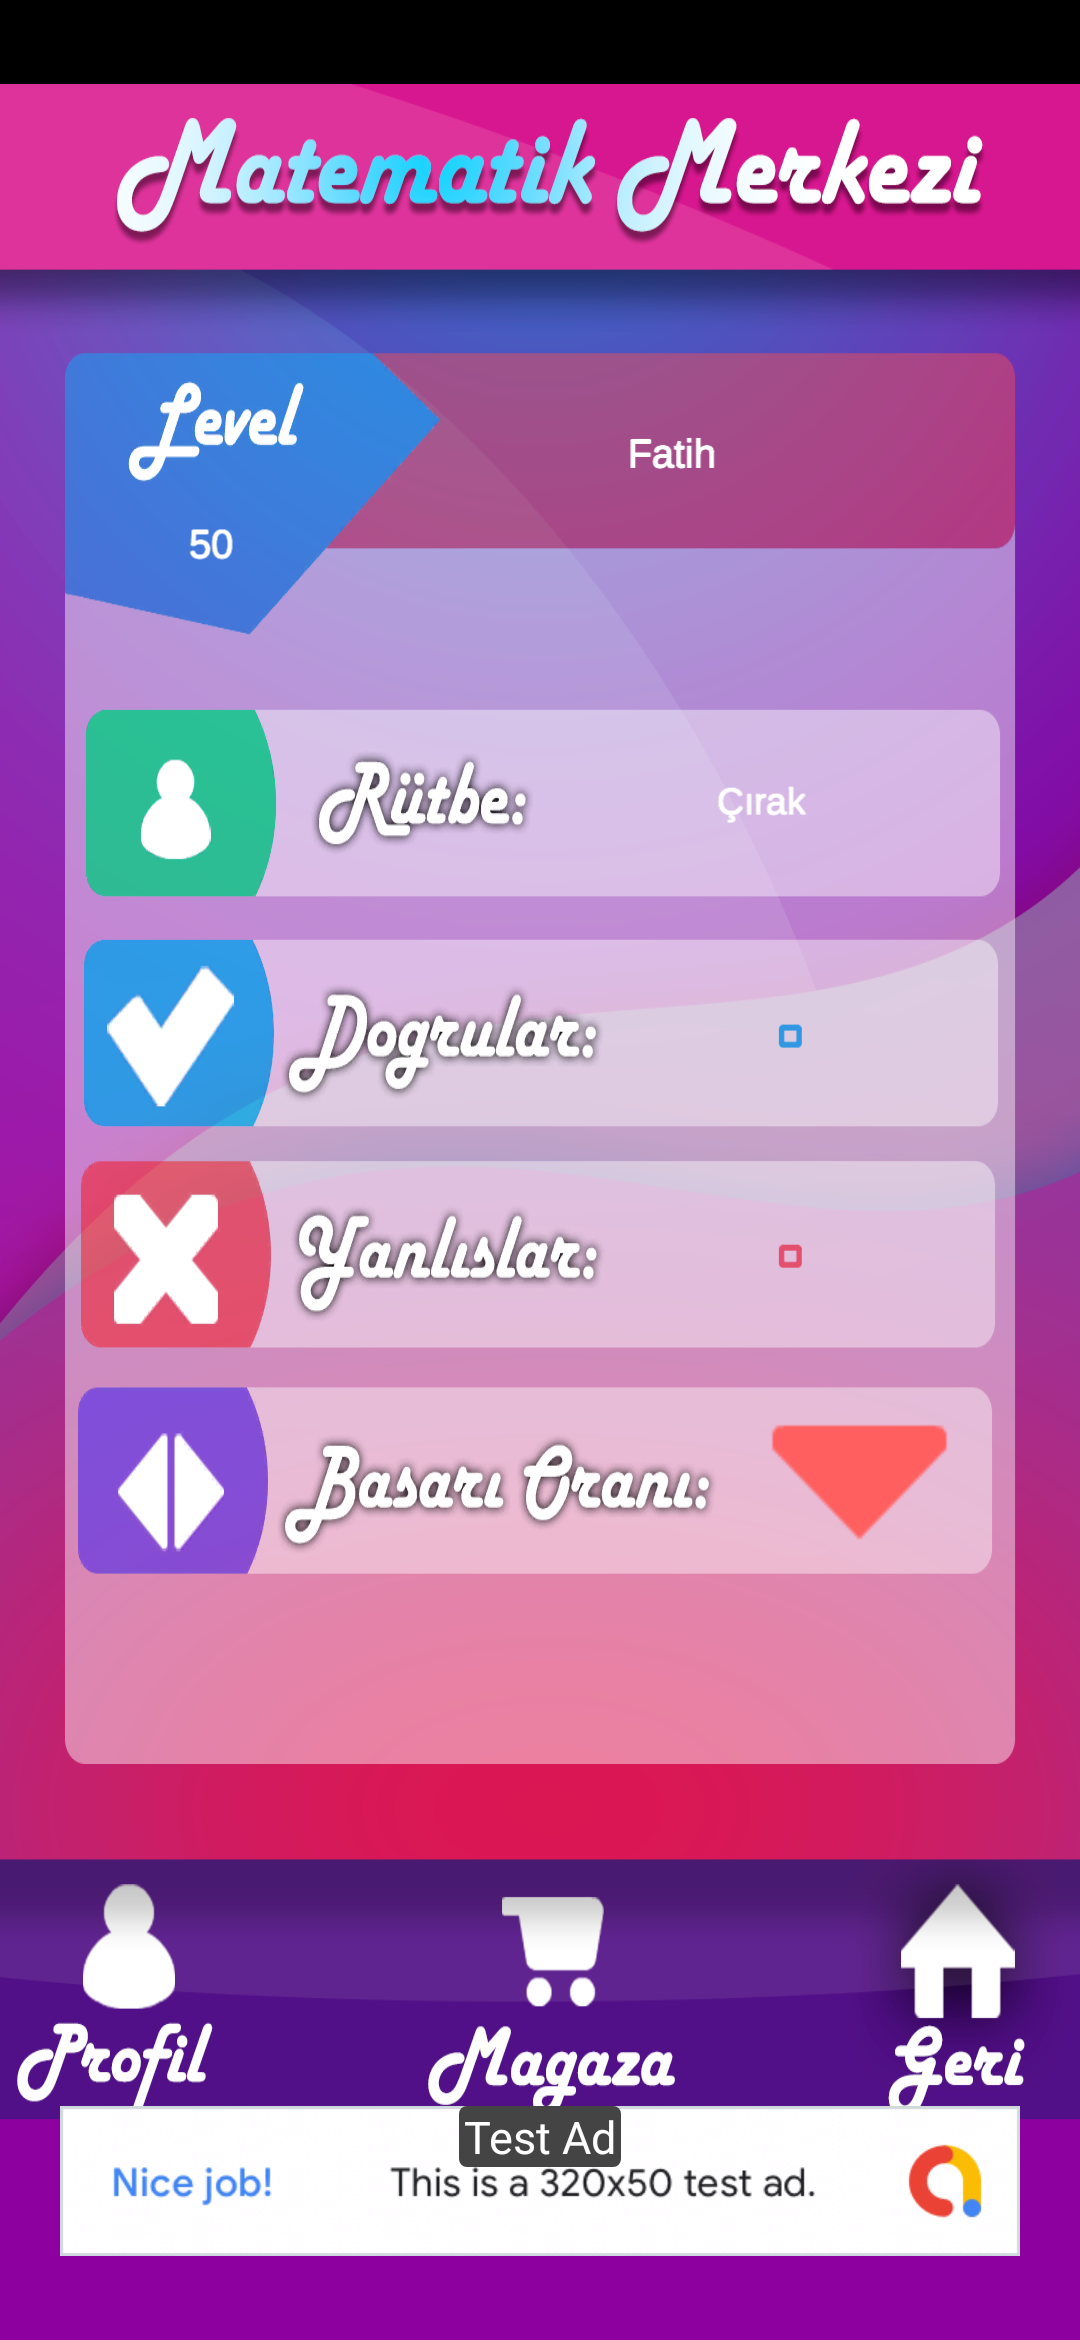 Matematik Merkezi
Level
Fatih
50
Rütbe:
Çırak
Dogrular:
Yanlıslar:
Basarı Oranı:
Profil
Magaza
Geri
Test Ad
Nice job!
This is a 320x50 test ad.